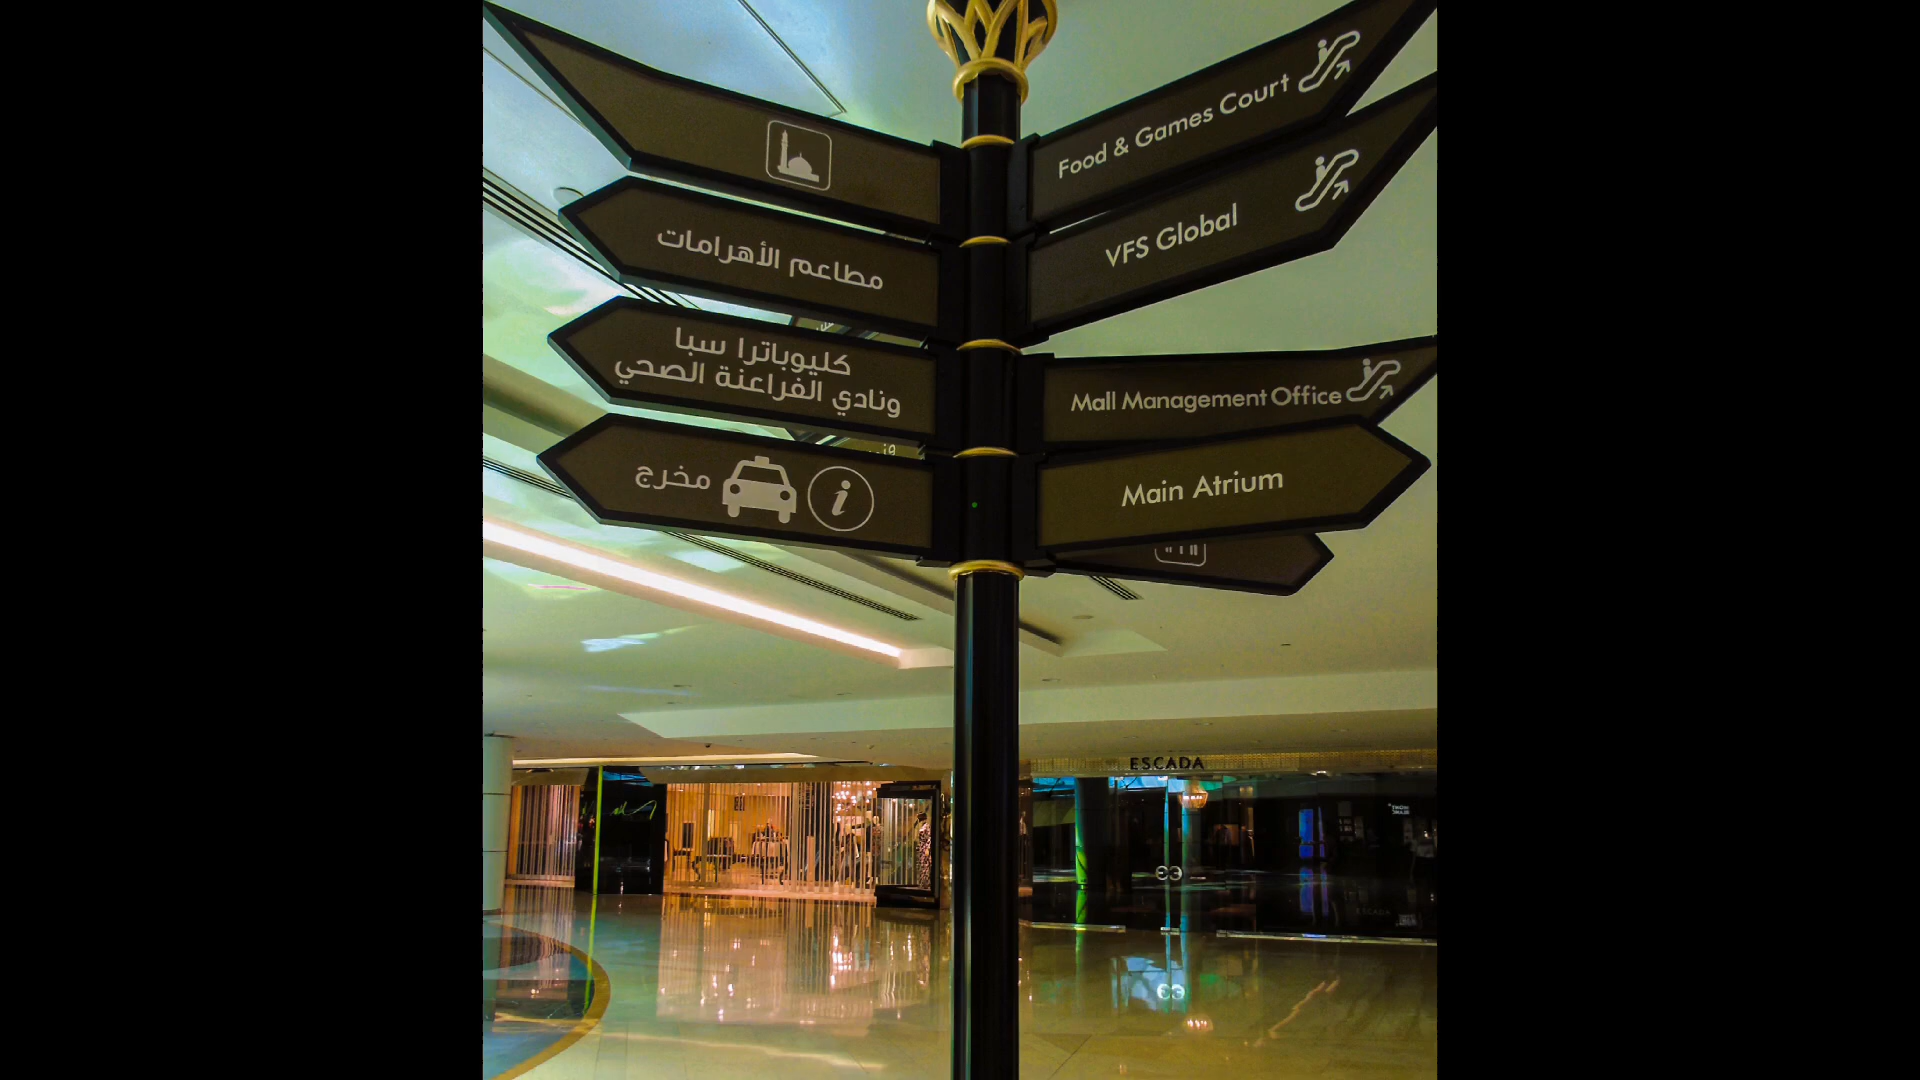 Food & Games Court
VFS Global
Mall Management Office
Main Atrium
مطاعم الأهرامات
كليوباترا سبا
ونادي الفراعنة الصحي
مخرج
i
ESCADA